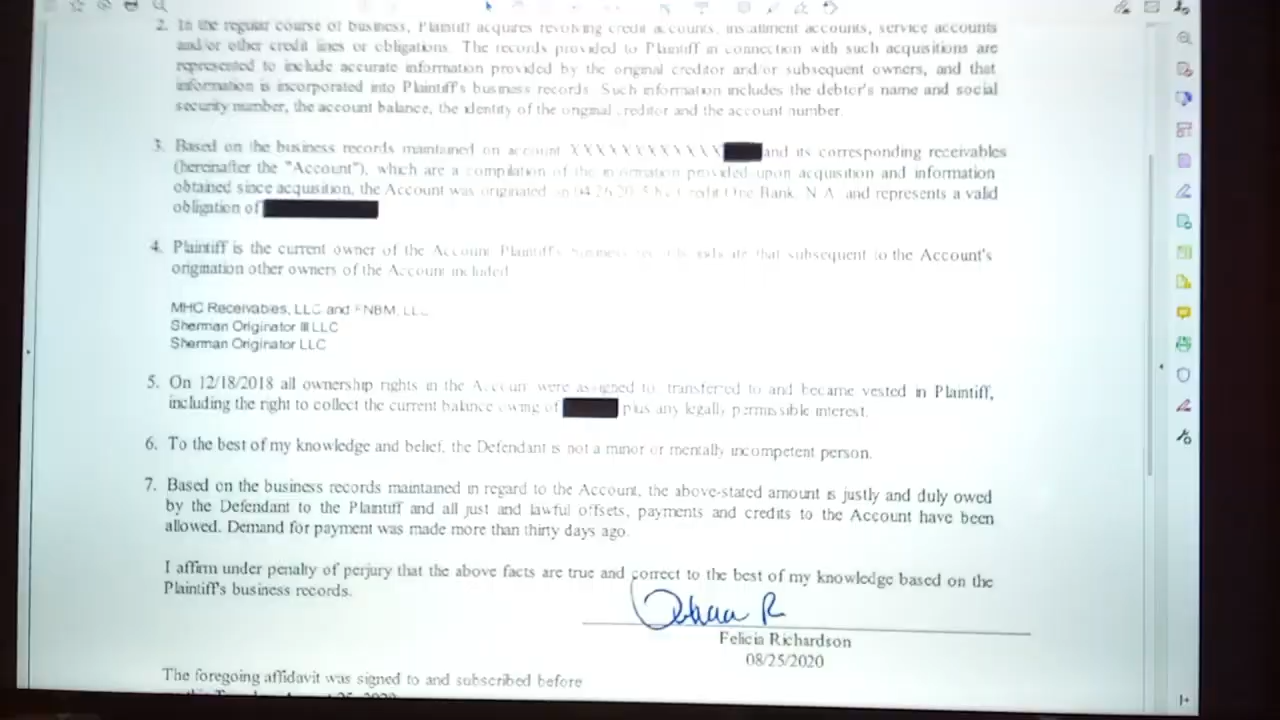 2. In the regular course of business, Plaintiff acquires revolving credit accounts, installment accounts, service accounts
and/or other credit lines or obligations. The records provided to Plaintiff in connection with such acquisitions are
represented to include accurate information provided by the original creditor and/or subsequent owners, and that
information is incorporated into Plaintiff's business records. Such information includes the debtor's name and social
security number, the account balance, the identity of the original creditor and the account number.
3. Based on the business records maintained on account XXXXXXXXXXXX and its corresponding receivables
(hereinafter the "Account"), which are a compilation of the information provided upon acquisition and information
obtained since acquisition, the Account was originated on by Credit One Bank, N.A. and represents a valid
obligation of
4. Plaintiff is the current owner of the Account. Plaintiff's business records indicate that subsequent to the Account's
origination other owners of the Account included
MHC Receivables, LLC and FNBM, LLC
Sherman Originator III LLC
Sherman Originator LLC
5. On 12/18/2018 all ownership rights in the Account were assigned to, transferred to and became vested in Plaintiff,
including the right to collect the current balance owing of plus any legally permissible interest.
6. To the best of my knowledge and belief, the Defendant is not a minor or mentally incompetent person.
7. Based on the business records maintained in regard to the Account, the above-stated amount is justly and duly owed
by the Defendant to the Plaintiff and all just and lawful offsets, payments and credits to the Account have been
allowed. Demand for payment was made more than thirty days ago.
I affirm under penalty of perjury that the above facts are true and correct to the best of my knowledge based on the
Plaintiff's business records.
Felicia Richardson
08/25/2020
The foregoing affidavit was signed to and subscribed before